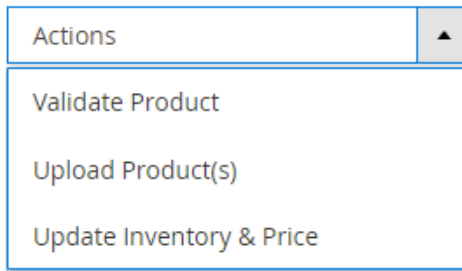 Actions
Validate Product
Upload Product(s)
Update Inventory & Price